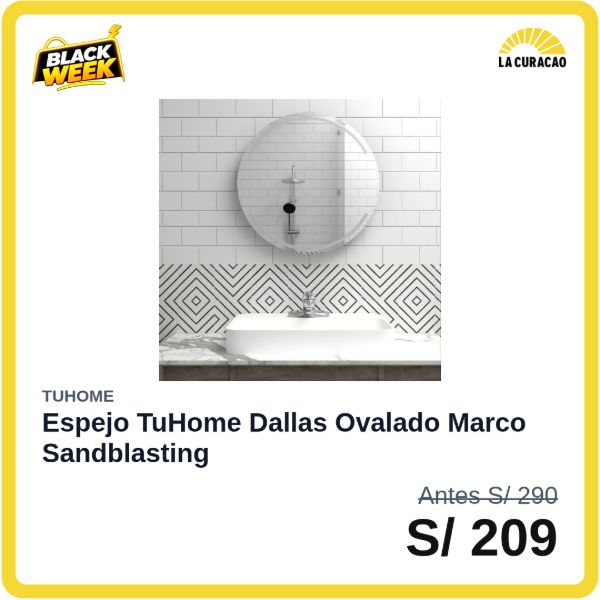 BLACK
WEEK
LA CURACAO
TUHOME
Espejo TuHome Dallas Ovalado Marco
Sandblasting
Antes S/ 290
S/ 209